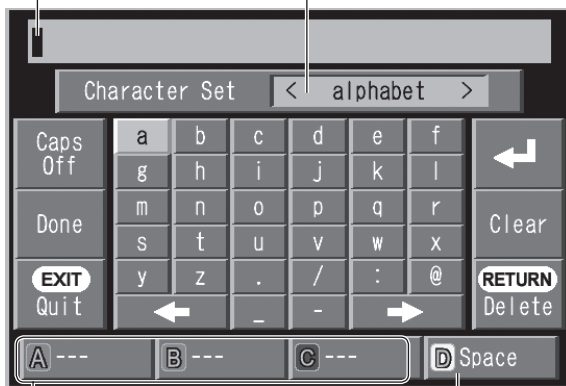 Character Set < alphabet >
Caps Off
a b c d e f
g h i j k l
Done
m n o p q r
Clear
s t u v w x
EXIT Quit
y z . / : @
RETURN Delete
_ -
A --- B --- C --- D Space